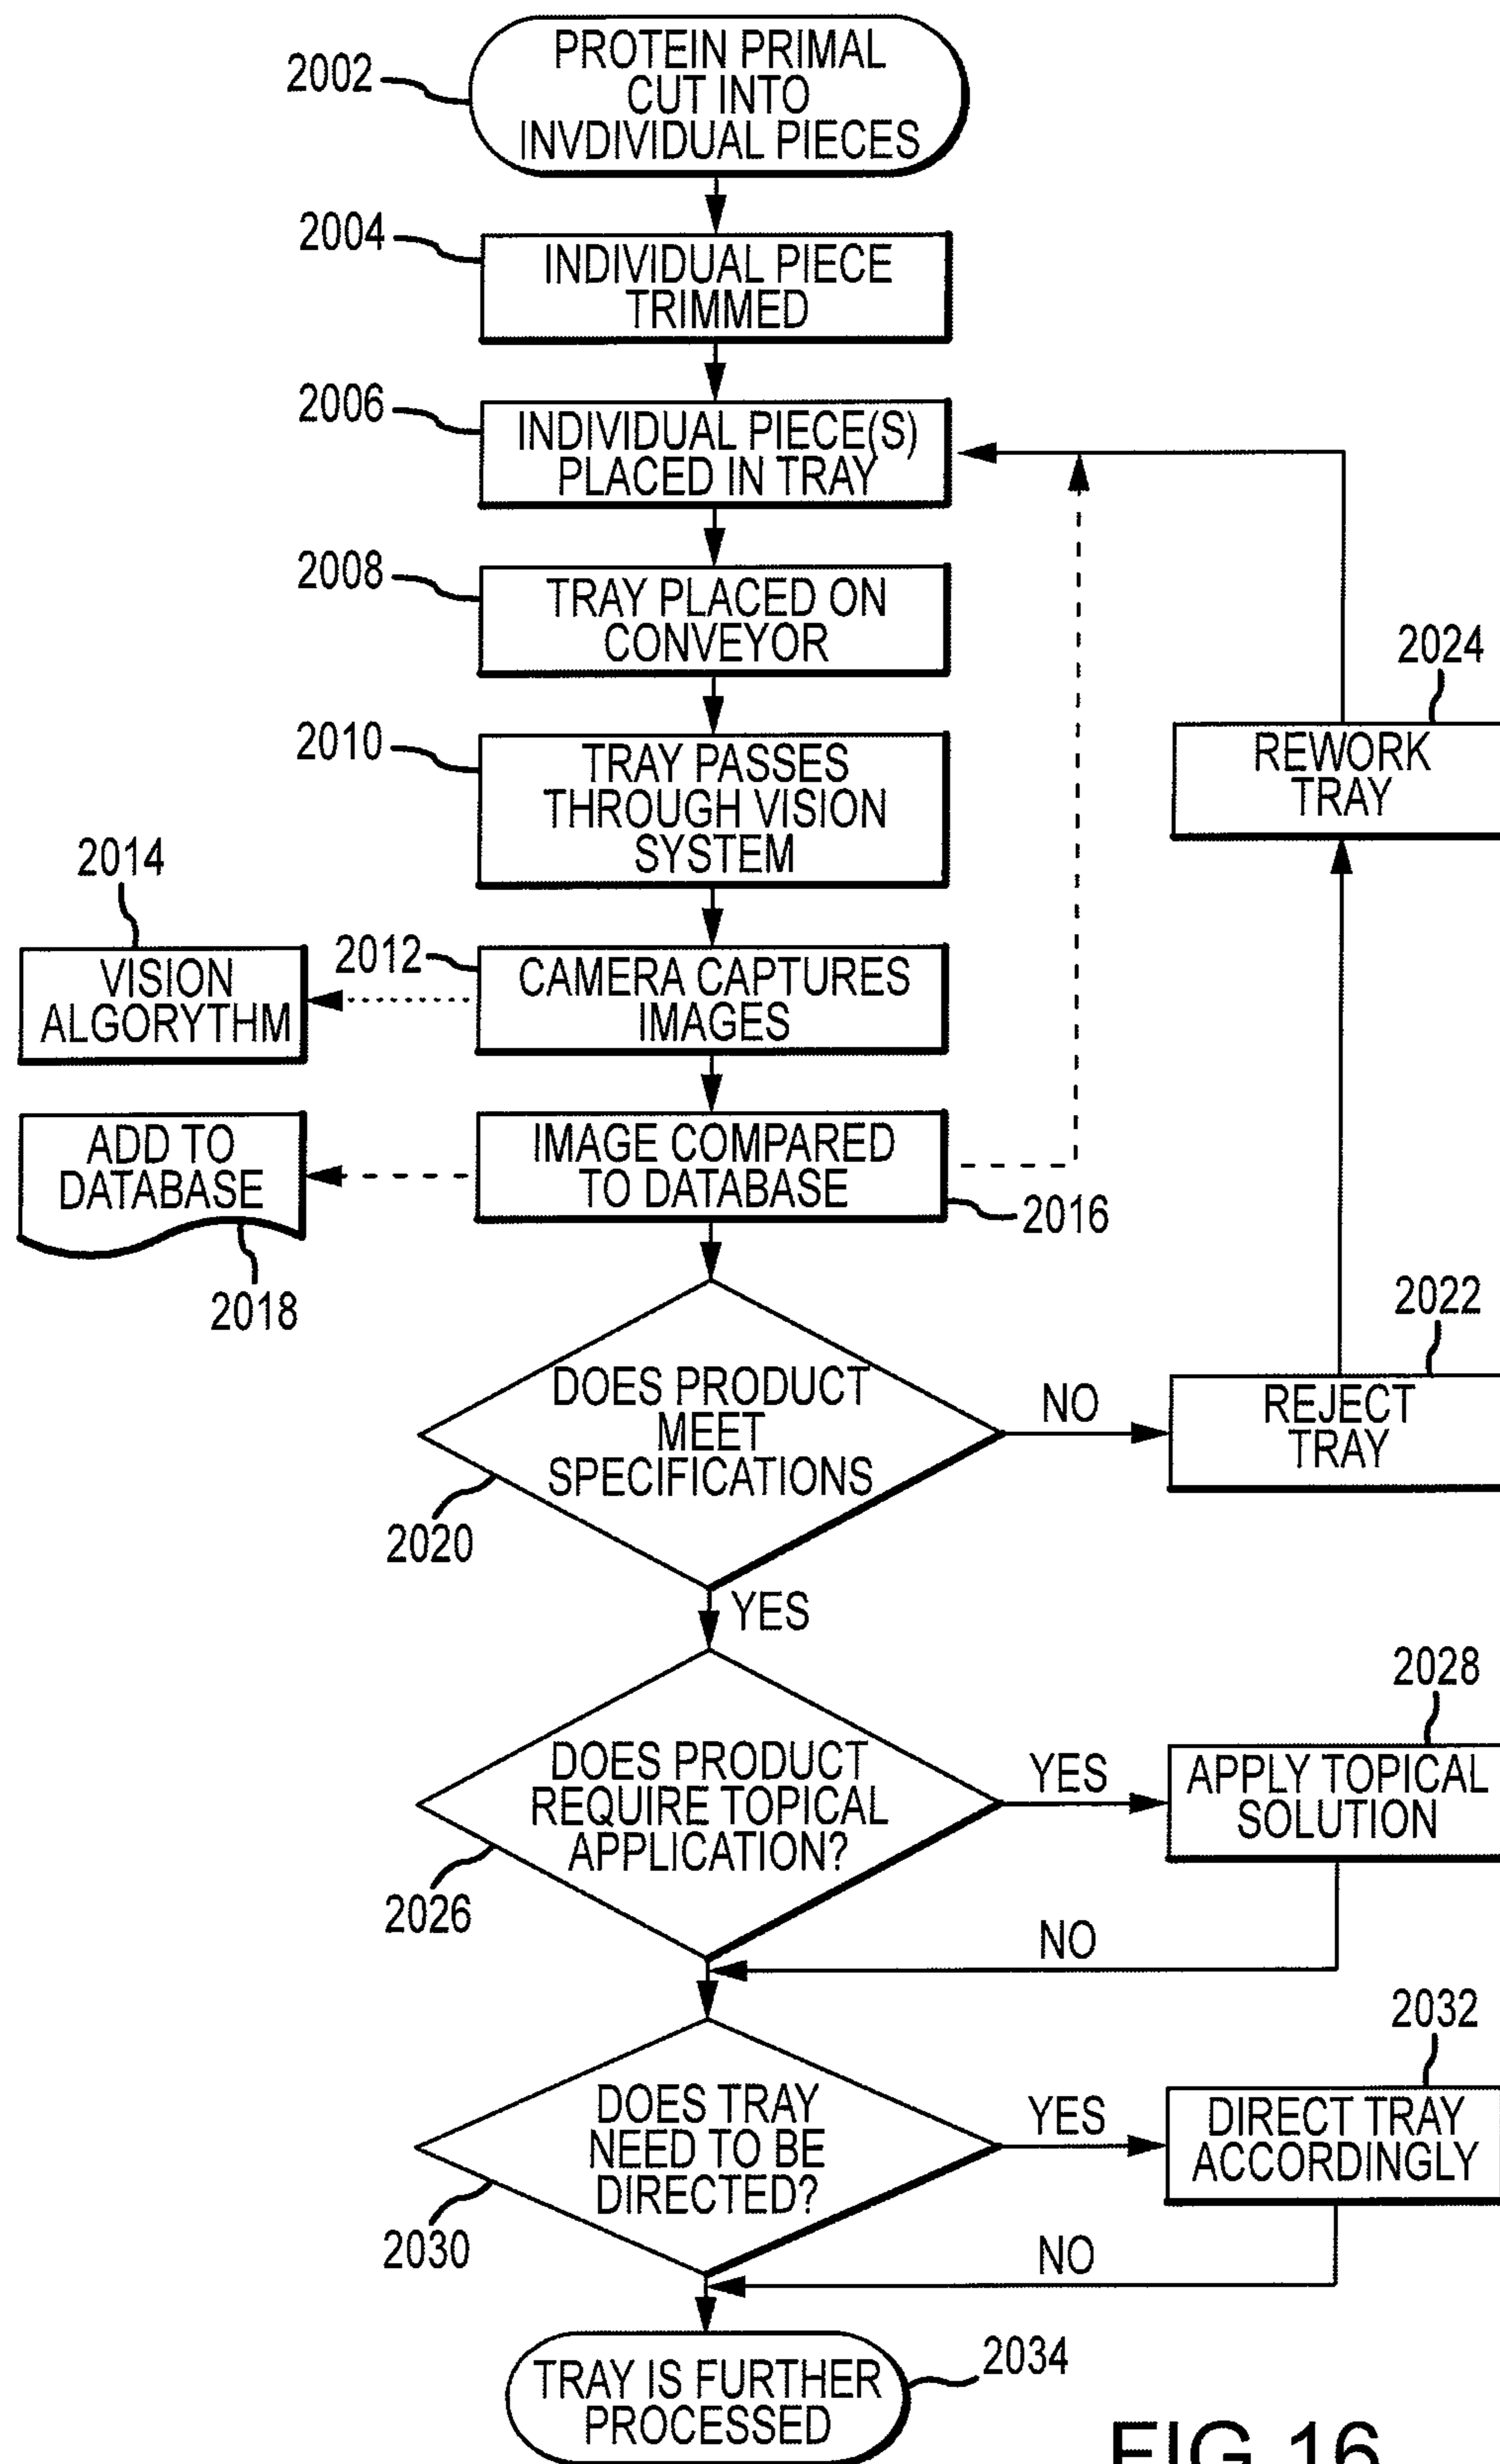 2002
PROTEIN PRIMAL
CUT INTO
INVDIVIDUAL PIECES
2004
INDIVIDUAL PIECE
TRIMMED
2006
INDIVIDUAL PIECE(S)
PLACED IN TRAY
2008
TRAY PLACED ON
CONVEYOR
2024
REWORK
TRAY
2010
TRAY PASSES
THROUGH VISION
SYSTEM
2014
VISION
ALGORYTHM
2012
CAMERA CAPTURES
IMAGES
ADD TO
DATABASE
2018
IMAGE COMPARED
TO DATABASE
2016
DOES PRODUCT
MEET
SPECIFICATIONS
2020
NO
2022
REJECT
TRAY
YES
DOES PRODUCT
REQUIRE TOPICAL
APPLICATION?
2026
YES
2028
APPLY TOPICAL
SOLUTION
NO
DOES TRAY
NEED TO BE
DIRECTED?
2030
YES
2032
DIRECT TRAY
ACCORDINGLY
NO
TRAY IS FURTHER
PROCESSED
2034
FIG.16